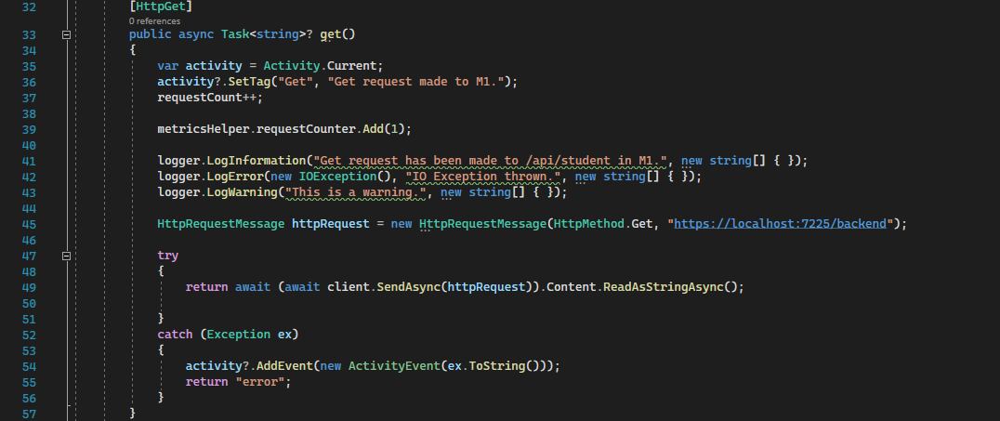 32 [HttpGet]
0 references
33 public async Task<string>? get()
34 {
35 var activity = Activity.Current;
36 activity?.SetTag("Get", "Get request made to M1.");
37 requestCount++;
38
39 metricsHelper.requestCounter.Add(1);
40
41 logger.LogInformation("Get request has been made to /api/student in M1.", new string[] { });
42 logger.LogError(new IOException(), "IO Exception thrown.", new string[] { });
43 logger.LogWarning("This is a warning.", new string[] { });
44
45 HttpRequestMessage httpRequest = new HttpRequestMessage(HttpMethod.Get, "https://localhost:7225/backend");
46
47 try
48 {
49 return await (await client.SendAsync(httpRequest)).Content.ReadAsStringAsync();
50
51 }
52 catch (Exception ex)
53 {
54 activity?.AddEvent(new ActivityEvent(ex.ToString()));
55 return "error";
56 }
57 }